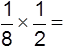 1/8 × 1/2 =